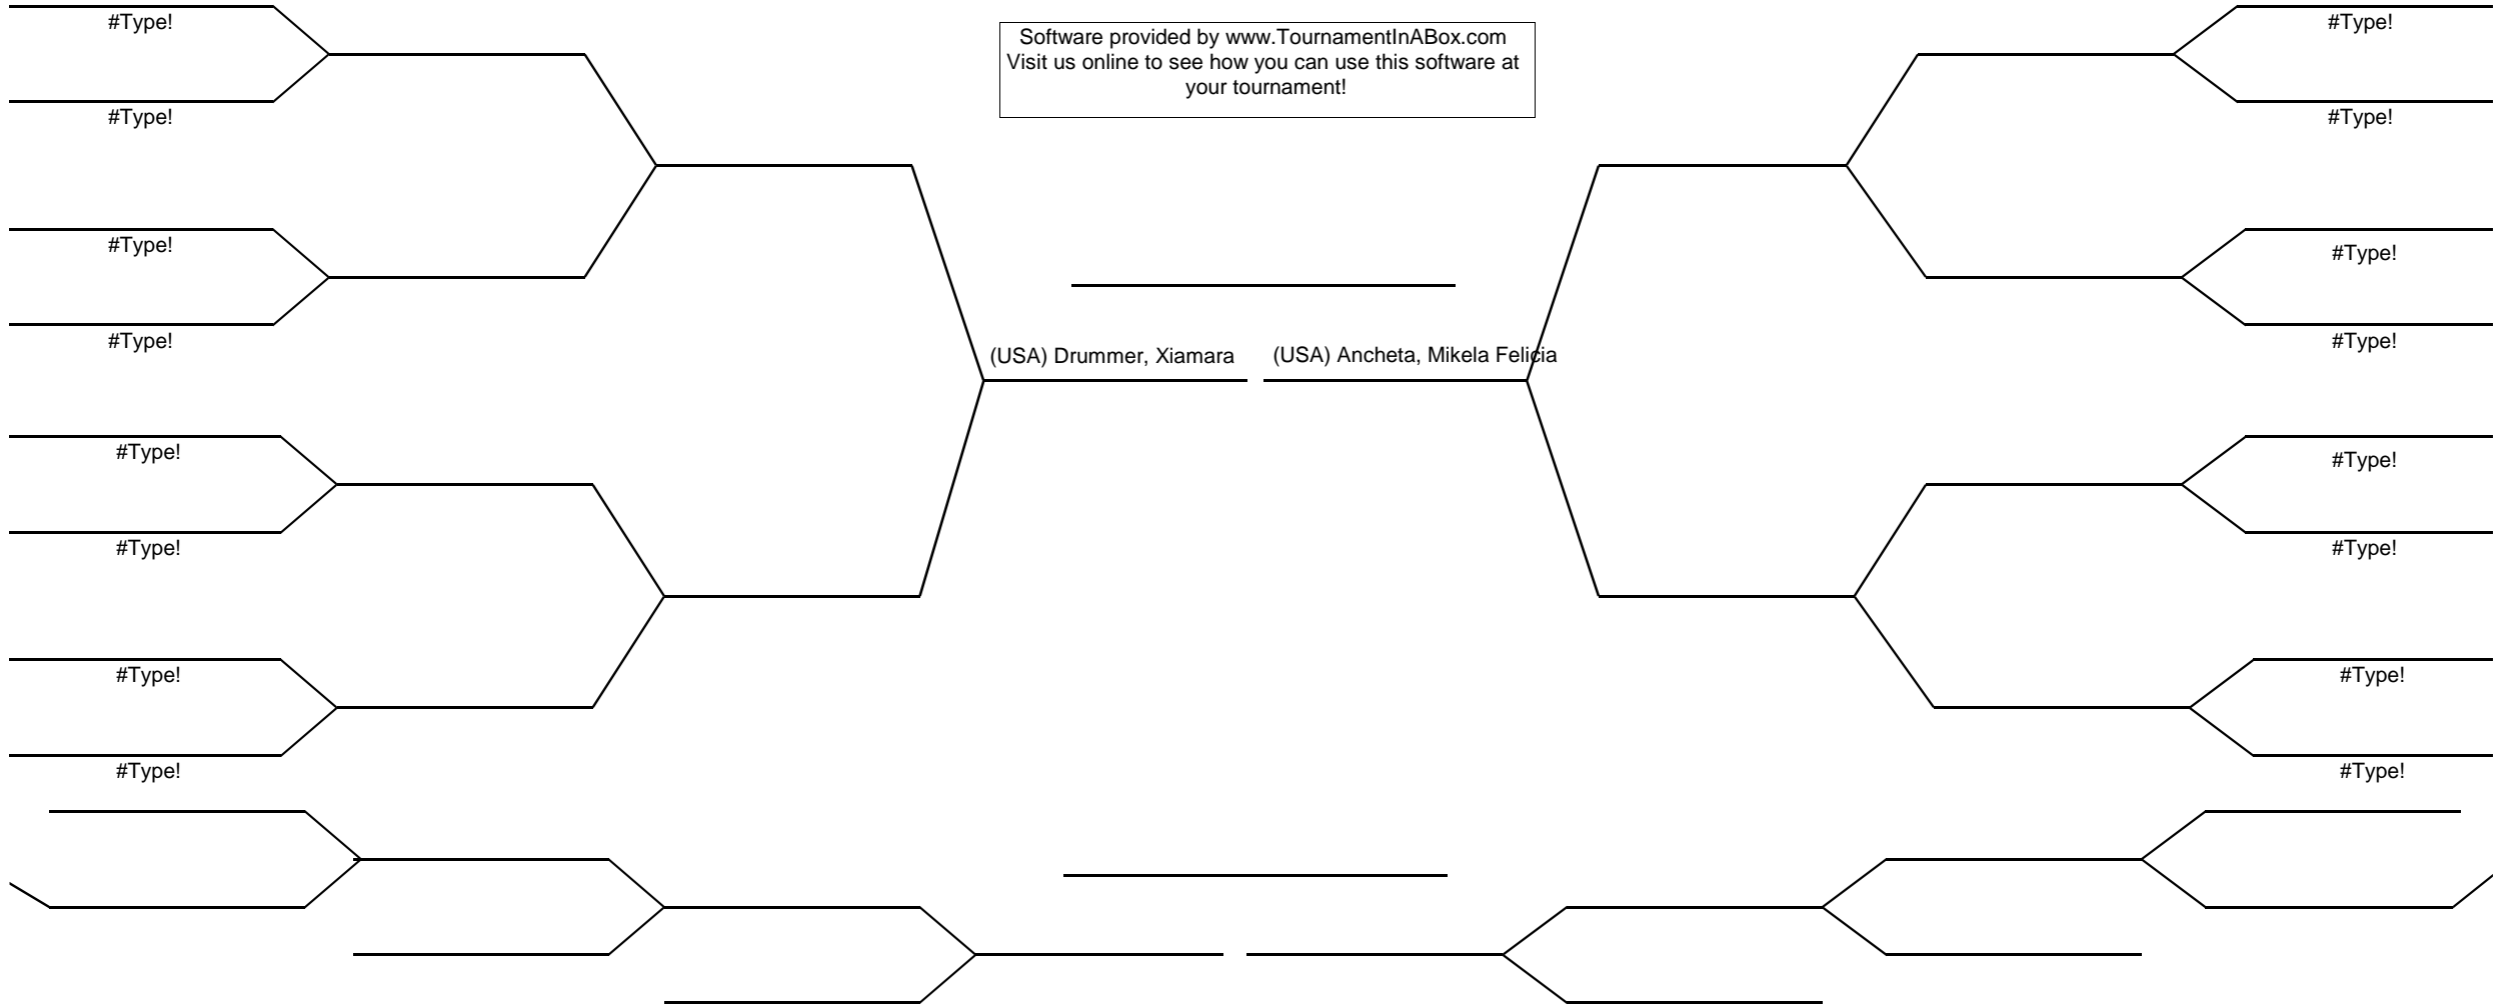 #Type!
Software provided by www.TournamentInABox.com
Visit us online to see how you can use this software at
your tournament!
#Type!
#Type!
#Type!
#Type!
#Type!
#Type!
#Type!
(USA) Drummer, Xiamara
(USA) Ancheta, Mikela Felicia
#Type!
#Type!
#Type!
#Type!
#Type!
#Type!
#Type!
#Type!
#Type!